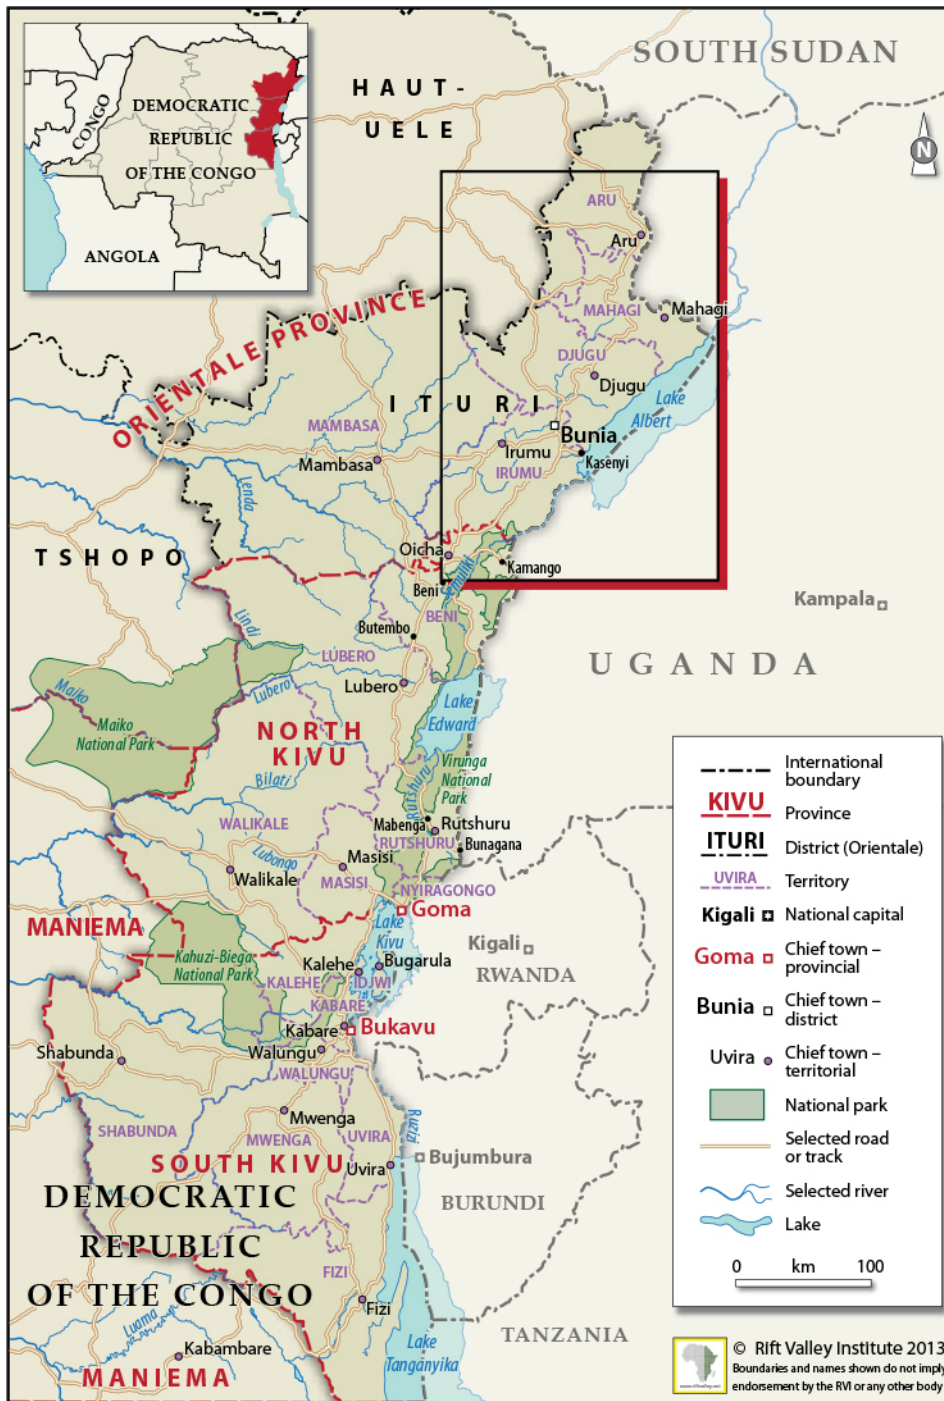 DEMOCRATIC
REPUBLIC
OF THE CONGO
CONGO
ANGOLA
SOUTH SUDAN
HAUT-
UELE
N
ARU
Aru
MAHAGI
Mahagi
ORIENTALE PROVINCE
DJUGU
Djugu
Lake
Albert
ITURI
MAMBASA
Mambasa
Bunia
Irumu
IRUMU
Kasenyi
Lenda
TSHOPO
Oicha
Kamango
Semuliki
Beni
BENI
Kampala
UGANDA
Lindi
Butembo
LUBERO
Lubero
Lubero
Maiko
Maiko
National Park
Lake
Edward
NORTH
KIVU
Bilati
Virunga
National
Park
Rutshuru
WALIKALE
Mabenga
Rutshuru
RUTSHURU
Bunagana
Lubongo
Masisi
MASISI
Walikale
NYIRAGONGO
Goma
MANIEMA
Lake
Kivu
Kigali
RWANDA
Kahuzi-Biega
National Park
Kalehe
Bugarula
KALEHE
IDJWI
KABARE
Kabare
Bukavu
Shabunda
Walungu
WALUNGU
Mwenga
SHABUNDA
MWENGA
UVIRA
Ruzizi
Uvira
Bujumbura
SOUTH KIVU
BURUNDI
DEMOCRATIC
REPUBLIC
OF THE CONGO
FIZI
Fizi
Luama
Kabambare
MANIEMA
Lake
Tanganyika
TANZANIA
International
boundary
KIVU Province
ITURI District (Orientale)
UVIRA Territory
Kigali National capital
Goma Chief town –
provincial
Bunia Chief town –
district
Uvira Chief town –
territorial
National park
Selected road
or track
Selected river
Lake
0 km 100
© Rift Valley Institute 2013
Boundaries and names shown do not imply
endorsement by the RVI or any other body